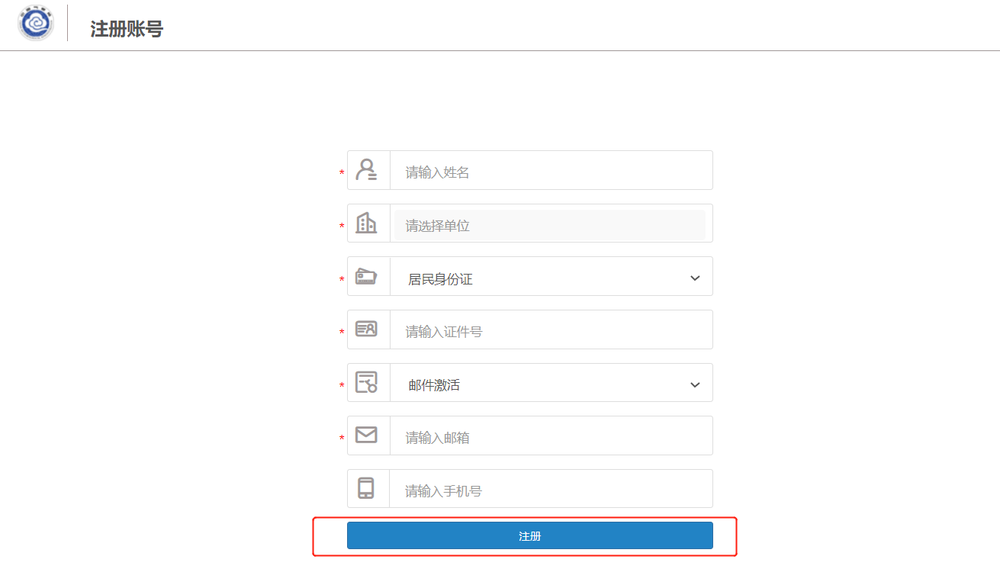 注册账号
* 请输入姓名
* 请选择单位
* 居民身份证
* 请输入证件号
* 邮件激活
* 请输入邮箱
请输入手机号
注册